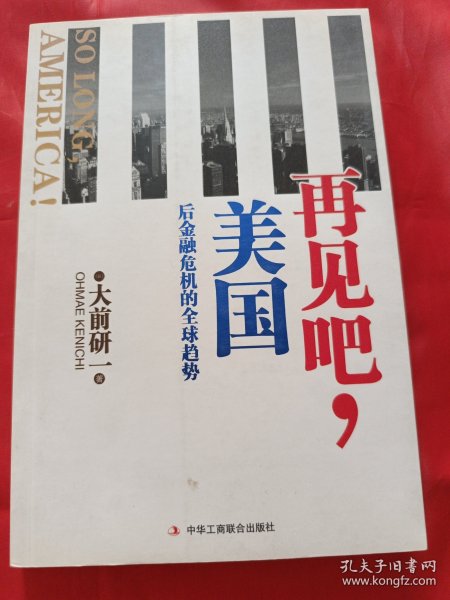 SO LONG,
AMERICA!
再见吧，
美国
后金融危机的全球趋势
大前研一 著
OHMAE KENICHI
中华工商联合出版社
孔夫子旧书网
www.kongfz.com